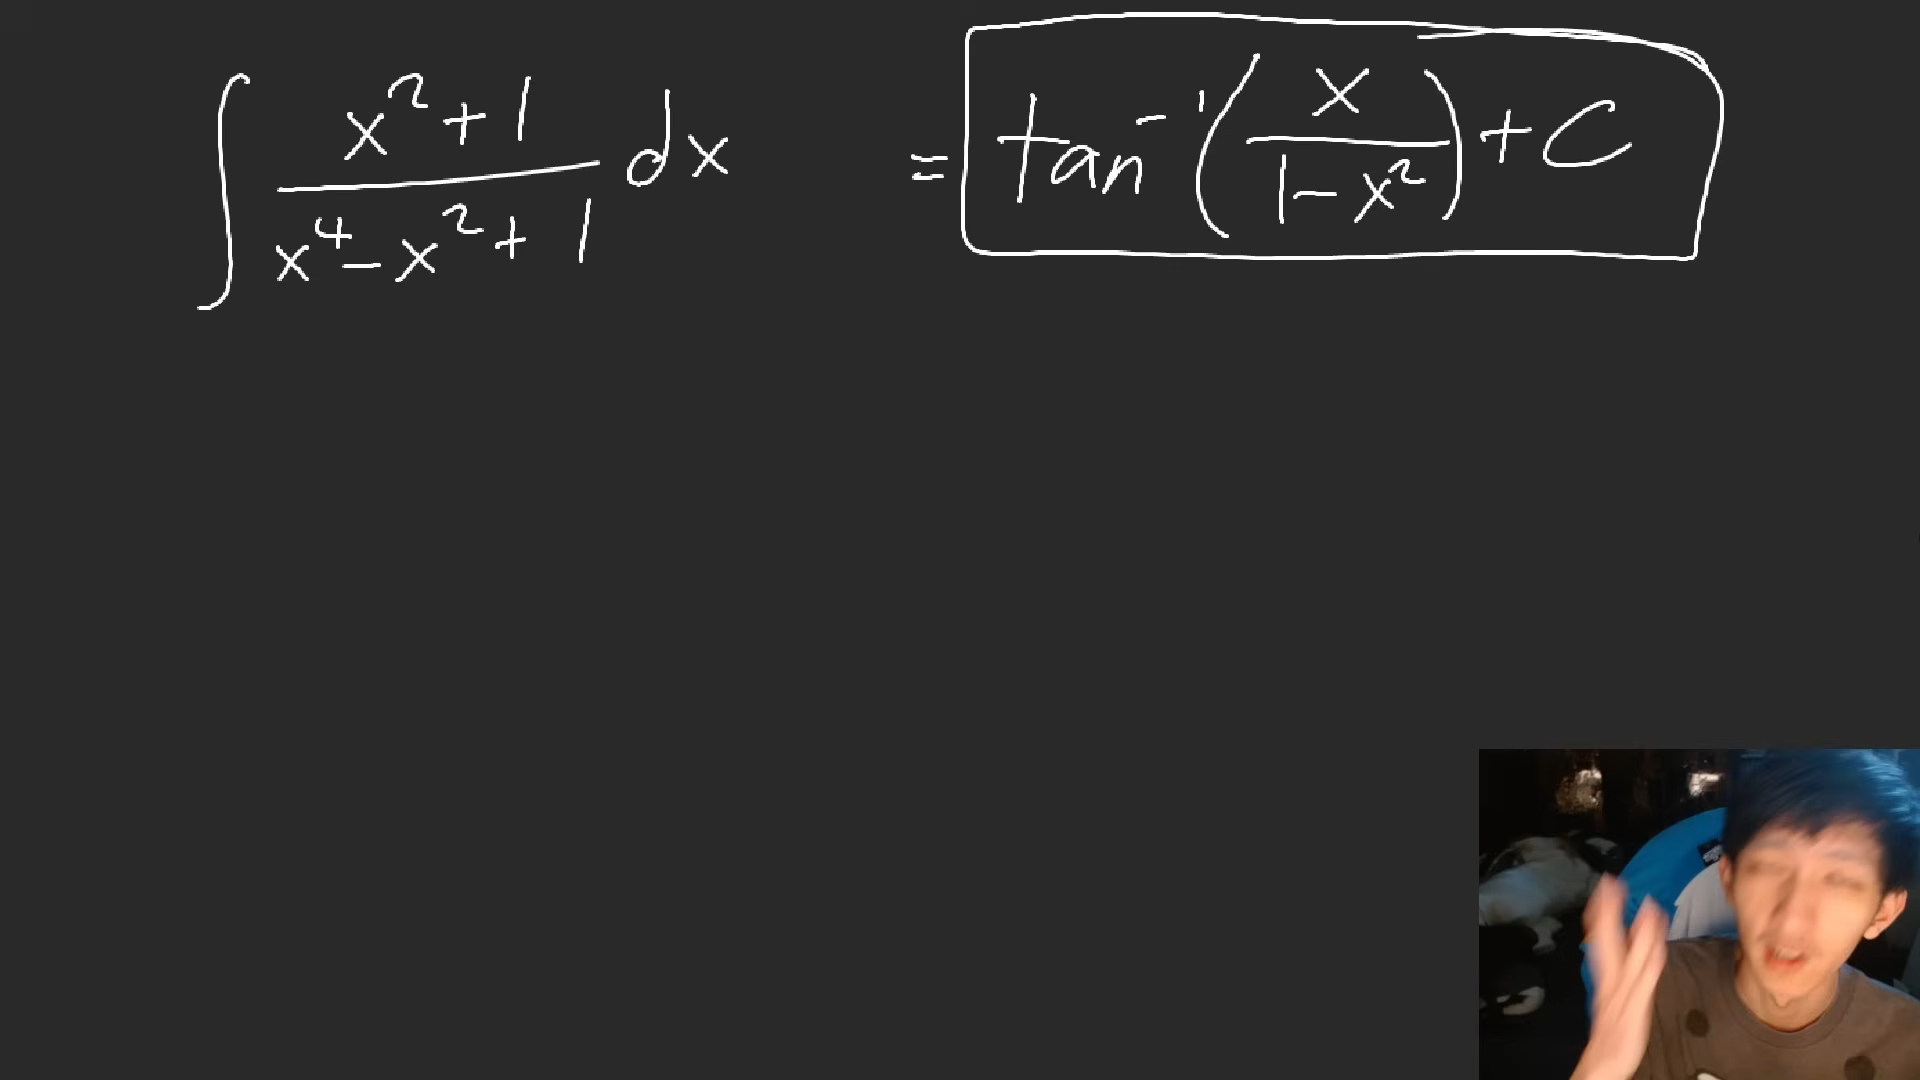 ∫ (x² + 1)/(x⁴ - x² + 1) dx = tan⁻¹(x/(1 - x²)) + C